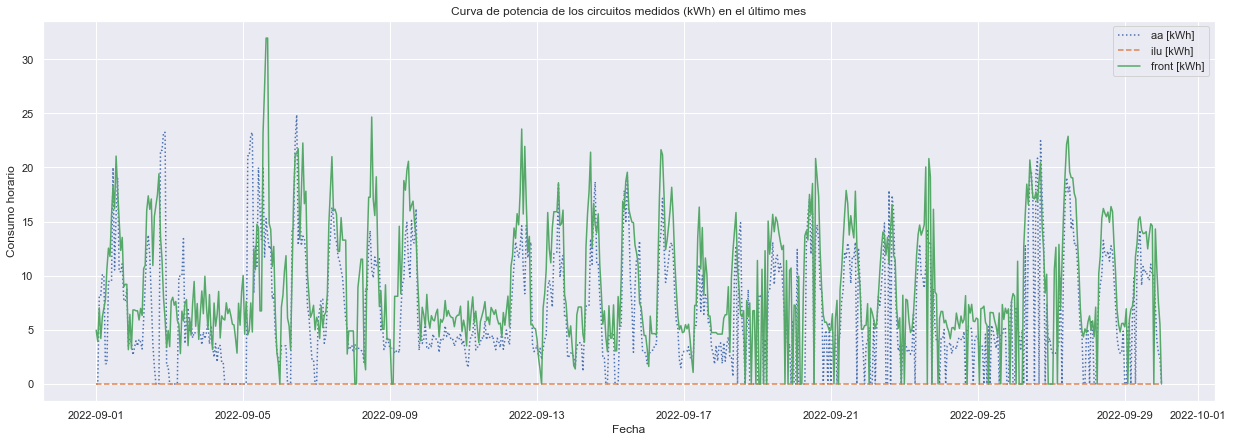 Curva de potencia de los circuitos medidos (kWh) en el último mes
aa [kWh]
ilu [kWh]
front [kWh]
Consumo horario
30
25
20
15
10
5
0
2022-09-01 2022-09-05 2022-09-09 2022-09-13 2022-09-17 2022-09-21 2022-09-25 2022-09-29 2022-10-01
Fecha